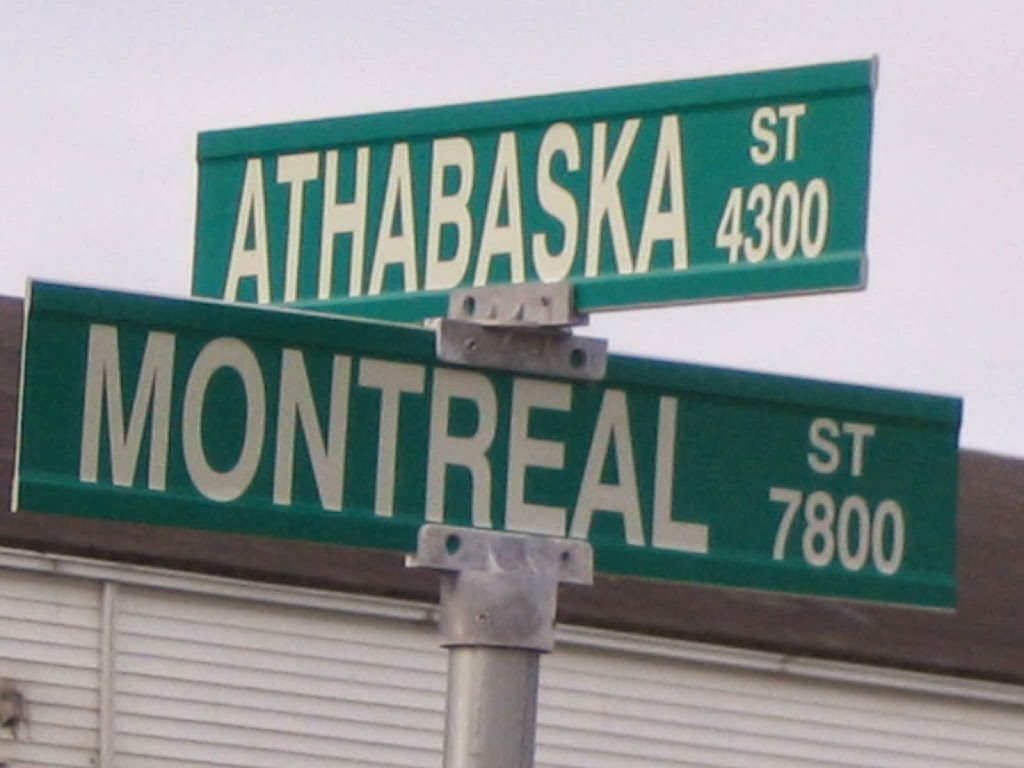 ATHABASKA ST
4300
MONTREAL ST
7800